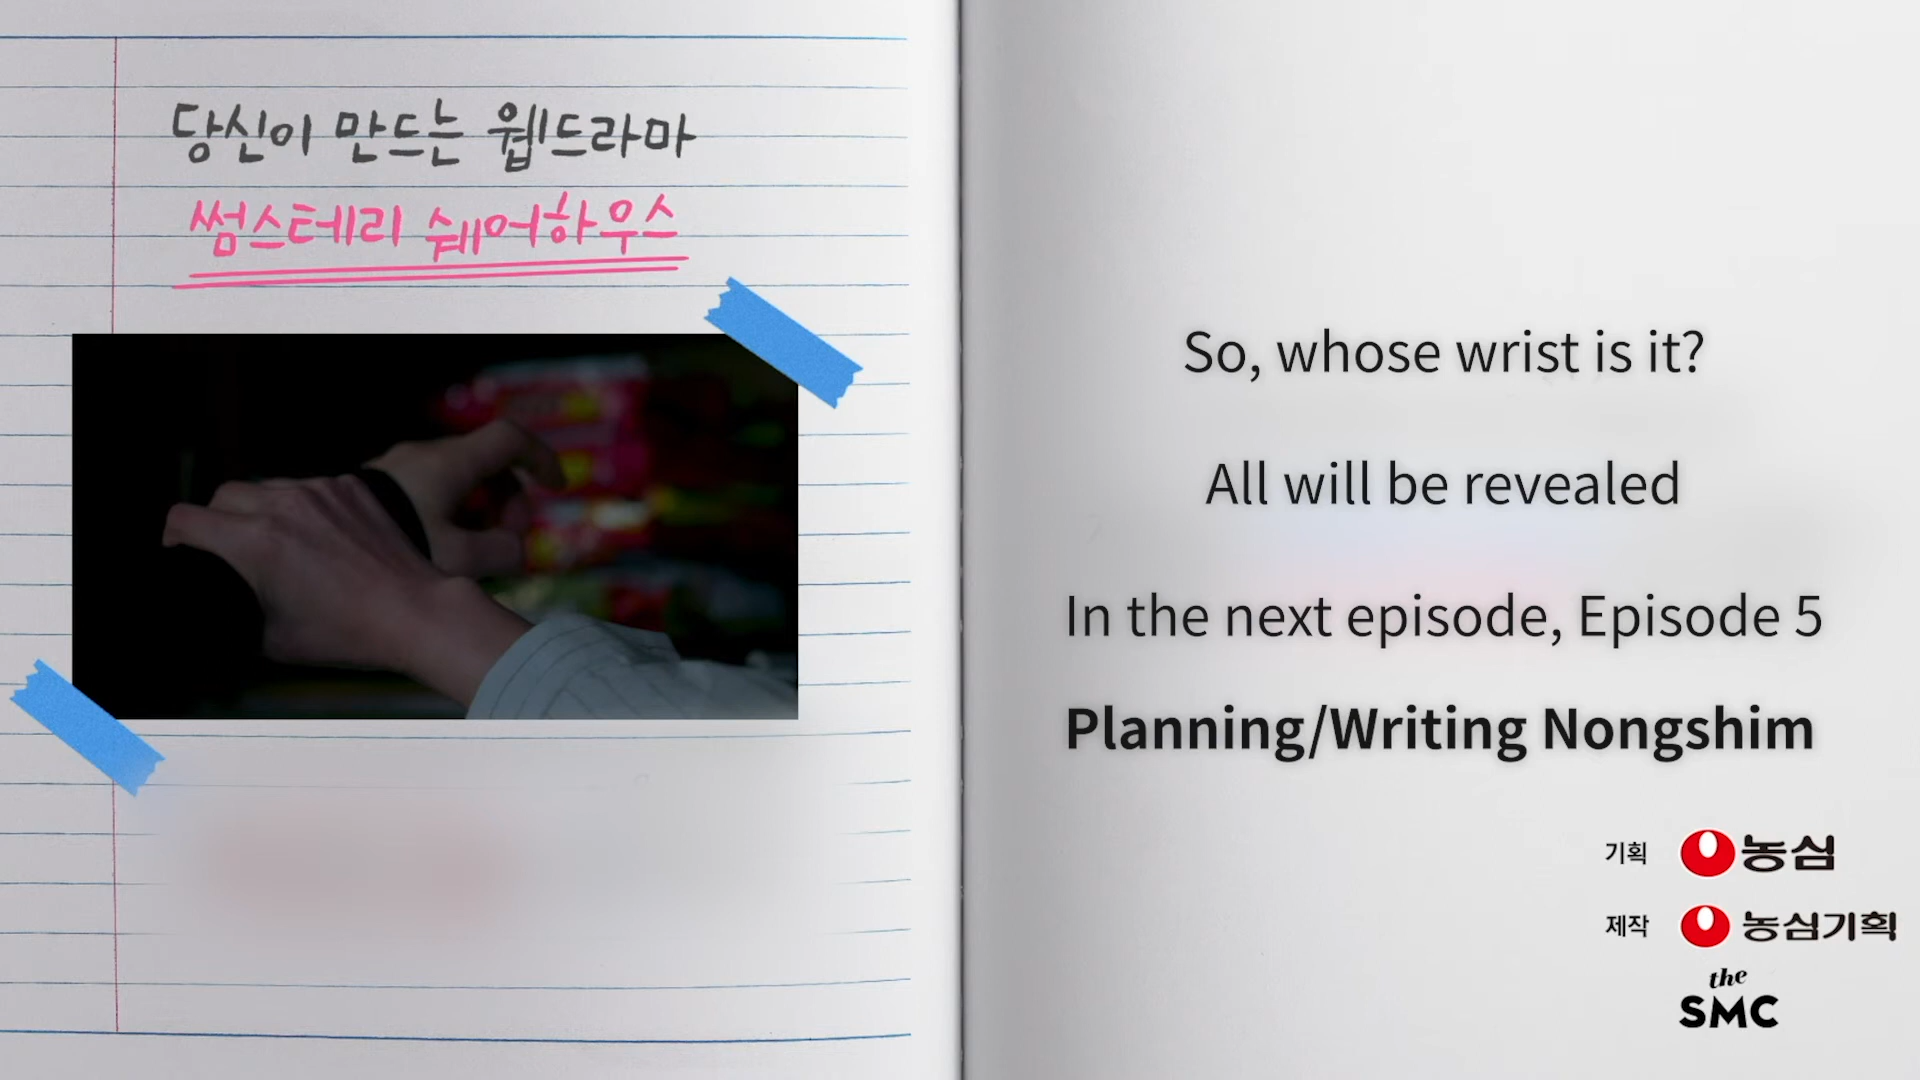 당신이 만드는 웹드라마
썸스테리 쉐어하우스
So, whose wrist is it?
All will be revealed
In the next episode, Episode 5
Planning/Writing Nongshim
기획 농심
제작 농심기획
the
SMC